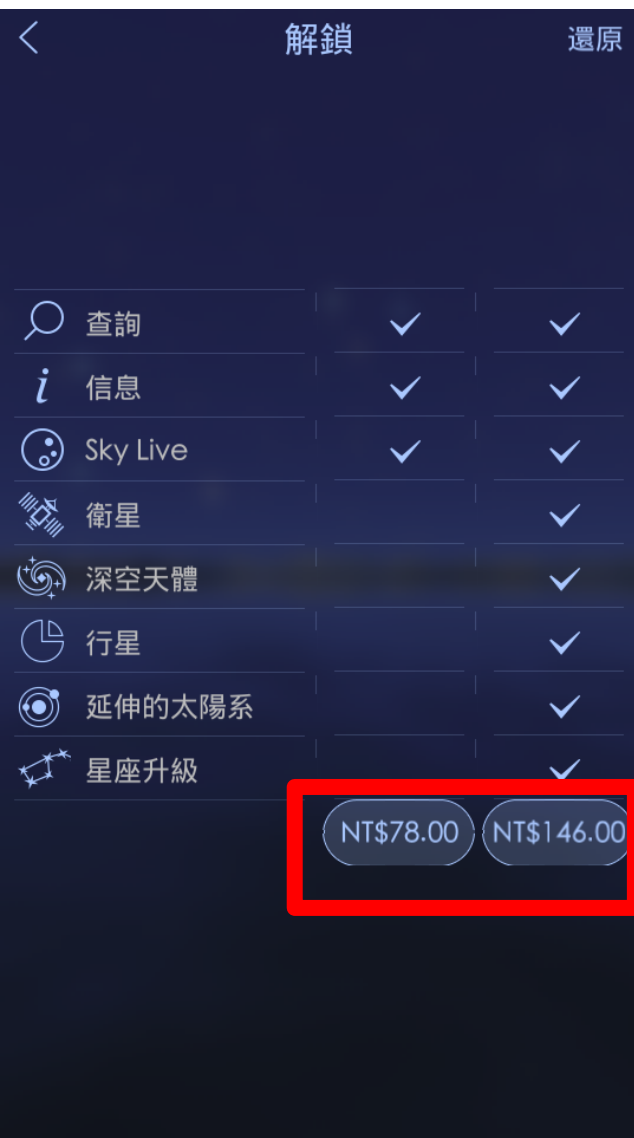 解鎖
還原
查詢
信息
Sky Live
衛星
深空天體
行星
延伸的太陽系
星座升級
NT$78.00
NT$146.00